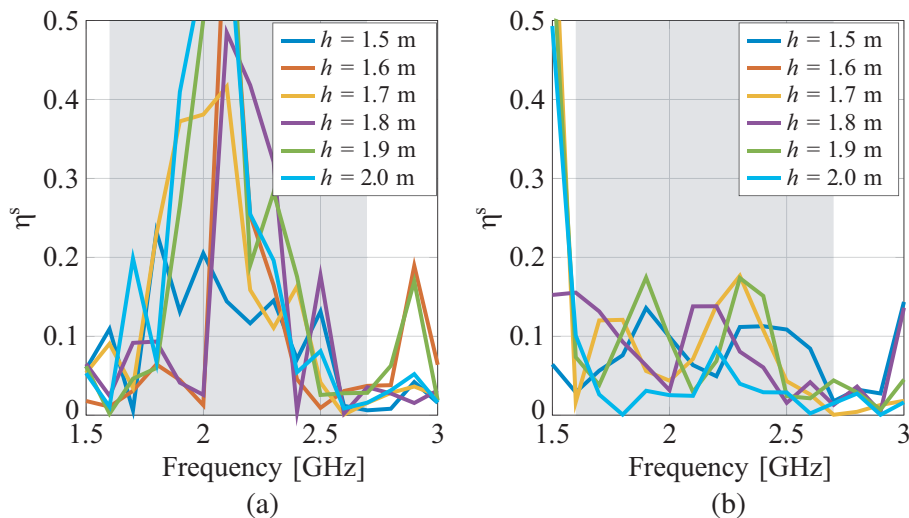 0.5
0.4
0.3
0.2
0.1
0
η^s
1.5 2 2.5 3
Frequency [GHz]
(a)
h = 1.5 m
h = 1.6 m
h = 1.7 m
h = 1.8 m
h = 1.9 m
h = 2.0 m
0.5
0.4
0.3
0.2
0.1
0
η^s
1.5 2 2.5 3
Frequency [GHz]
(b)
h = 1.5 m
h = 1.6 m
h = 1.7 m
h = 1.8 m
h = 1.9 m
h = 2.0 m